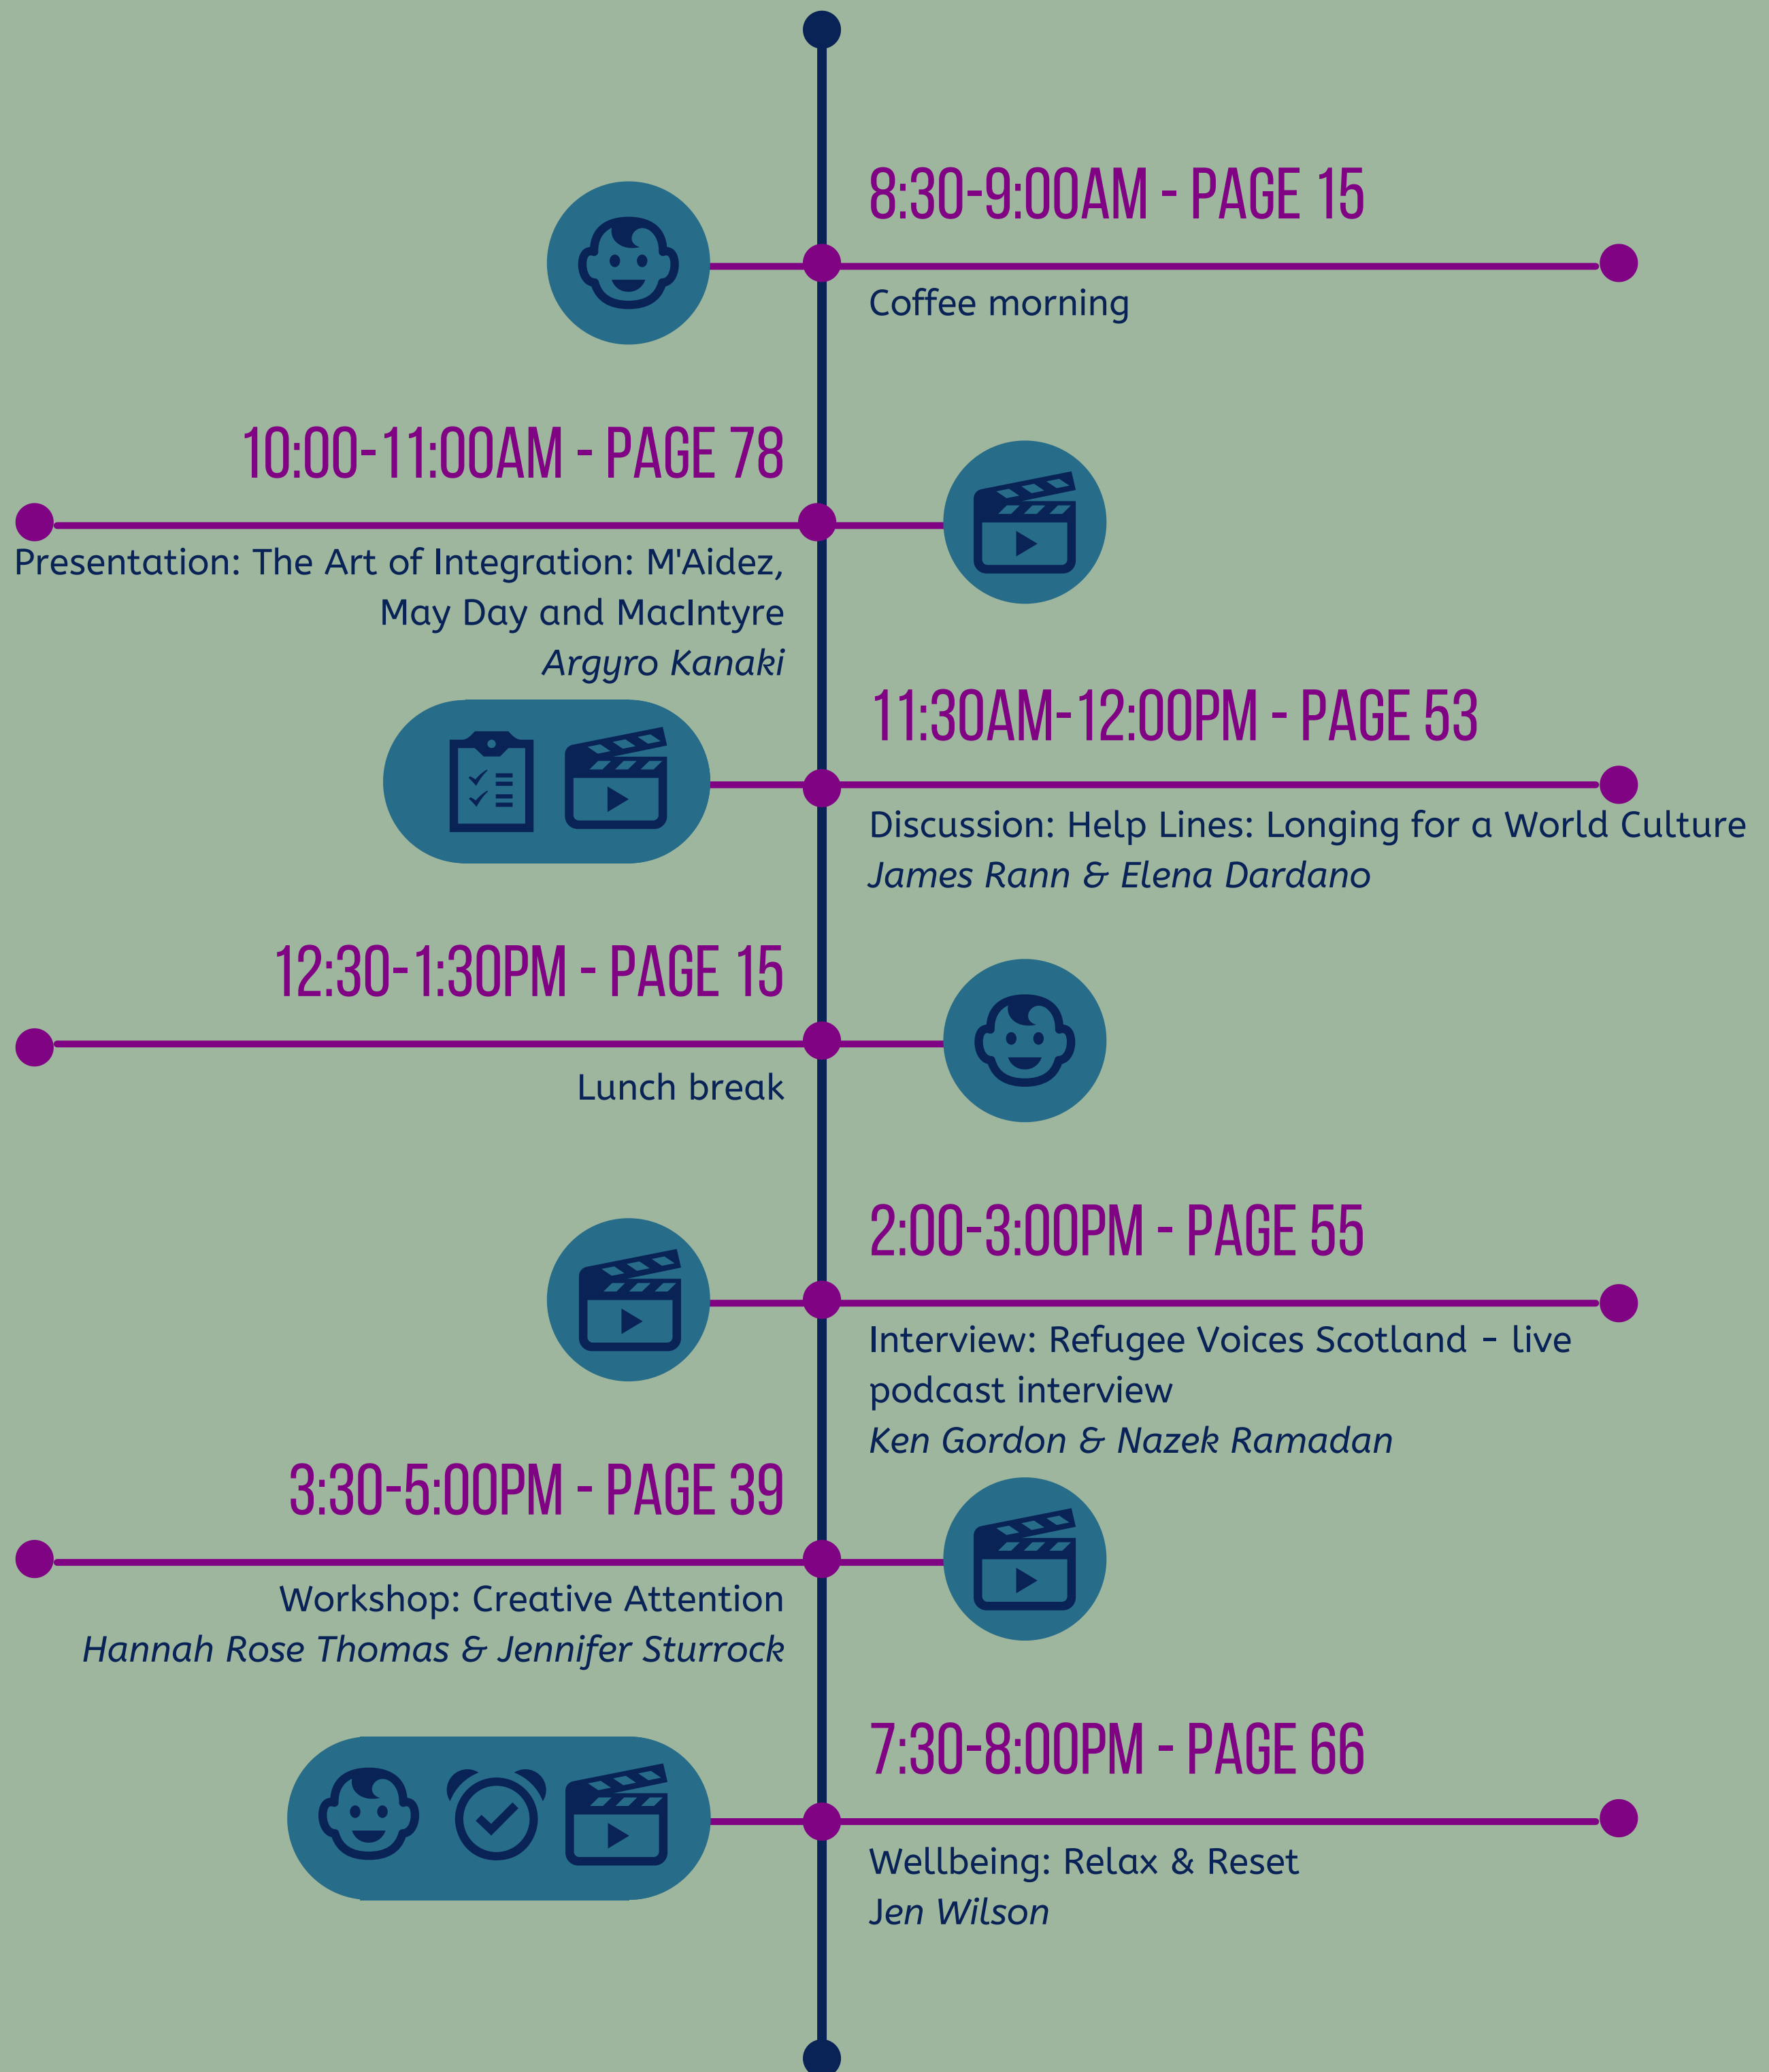 8:30-9:00AM - PAGE 15
Coffee morning
10:00-11:00AM - PAGE 78
Presentation: The Art of Integration: M'Aidez,
May Day and MacIntyre
Argyro Kanaki
11:30AM-12:00PM - PAGE 53
Discussion: Help Lines: Longing for a World Culture
James Rann & Elena Dardano
12:30-1:30PM - PAGE 15
Lunch break
2:00-3:00PM - PAGE 55
Interview: Refugee Voices Scotland - live
podcast interview
Ken Gordon & Nazek Ramadan
3:30-5:00PM - PAGE 39
Workshop: Creative Attention
Hannah Rose Thomas & Jennifer Sturrock
7:30-8:00PM - PAGE 66
Wellbeing: Relax & Reset
Jen Wilson